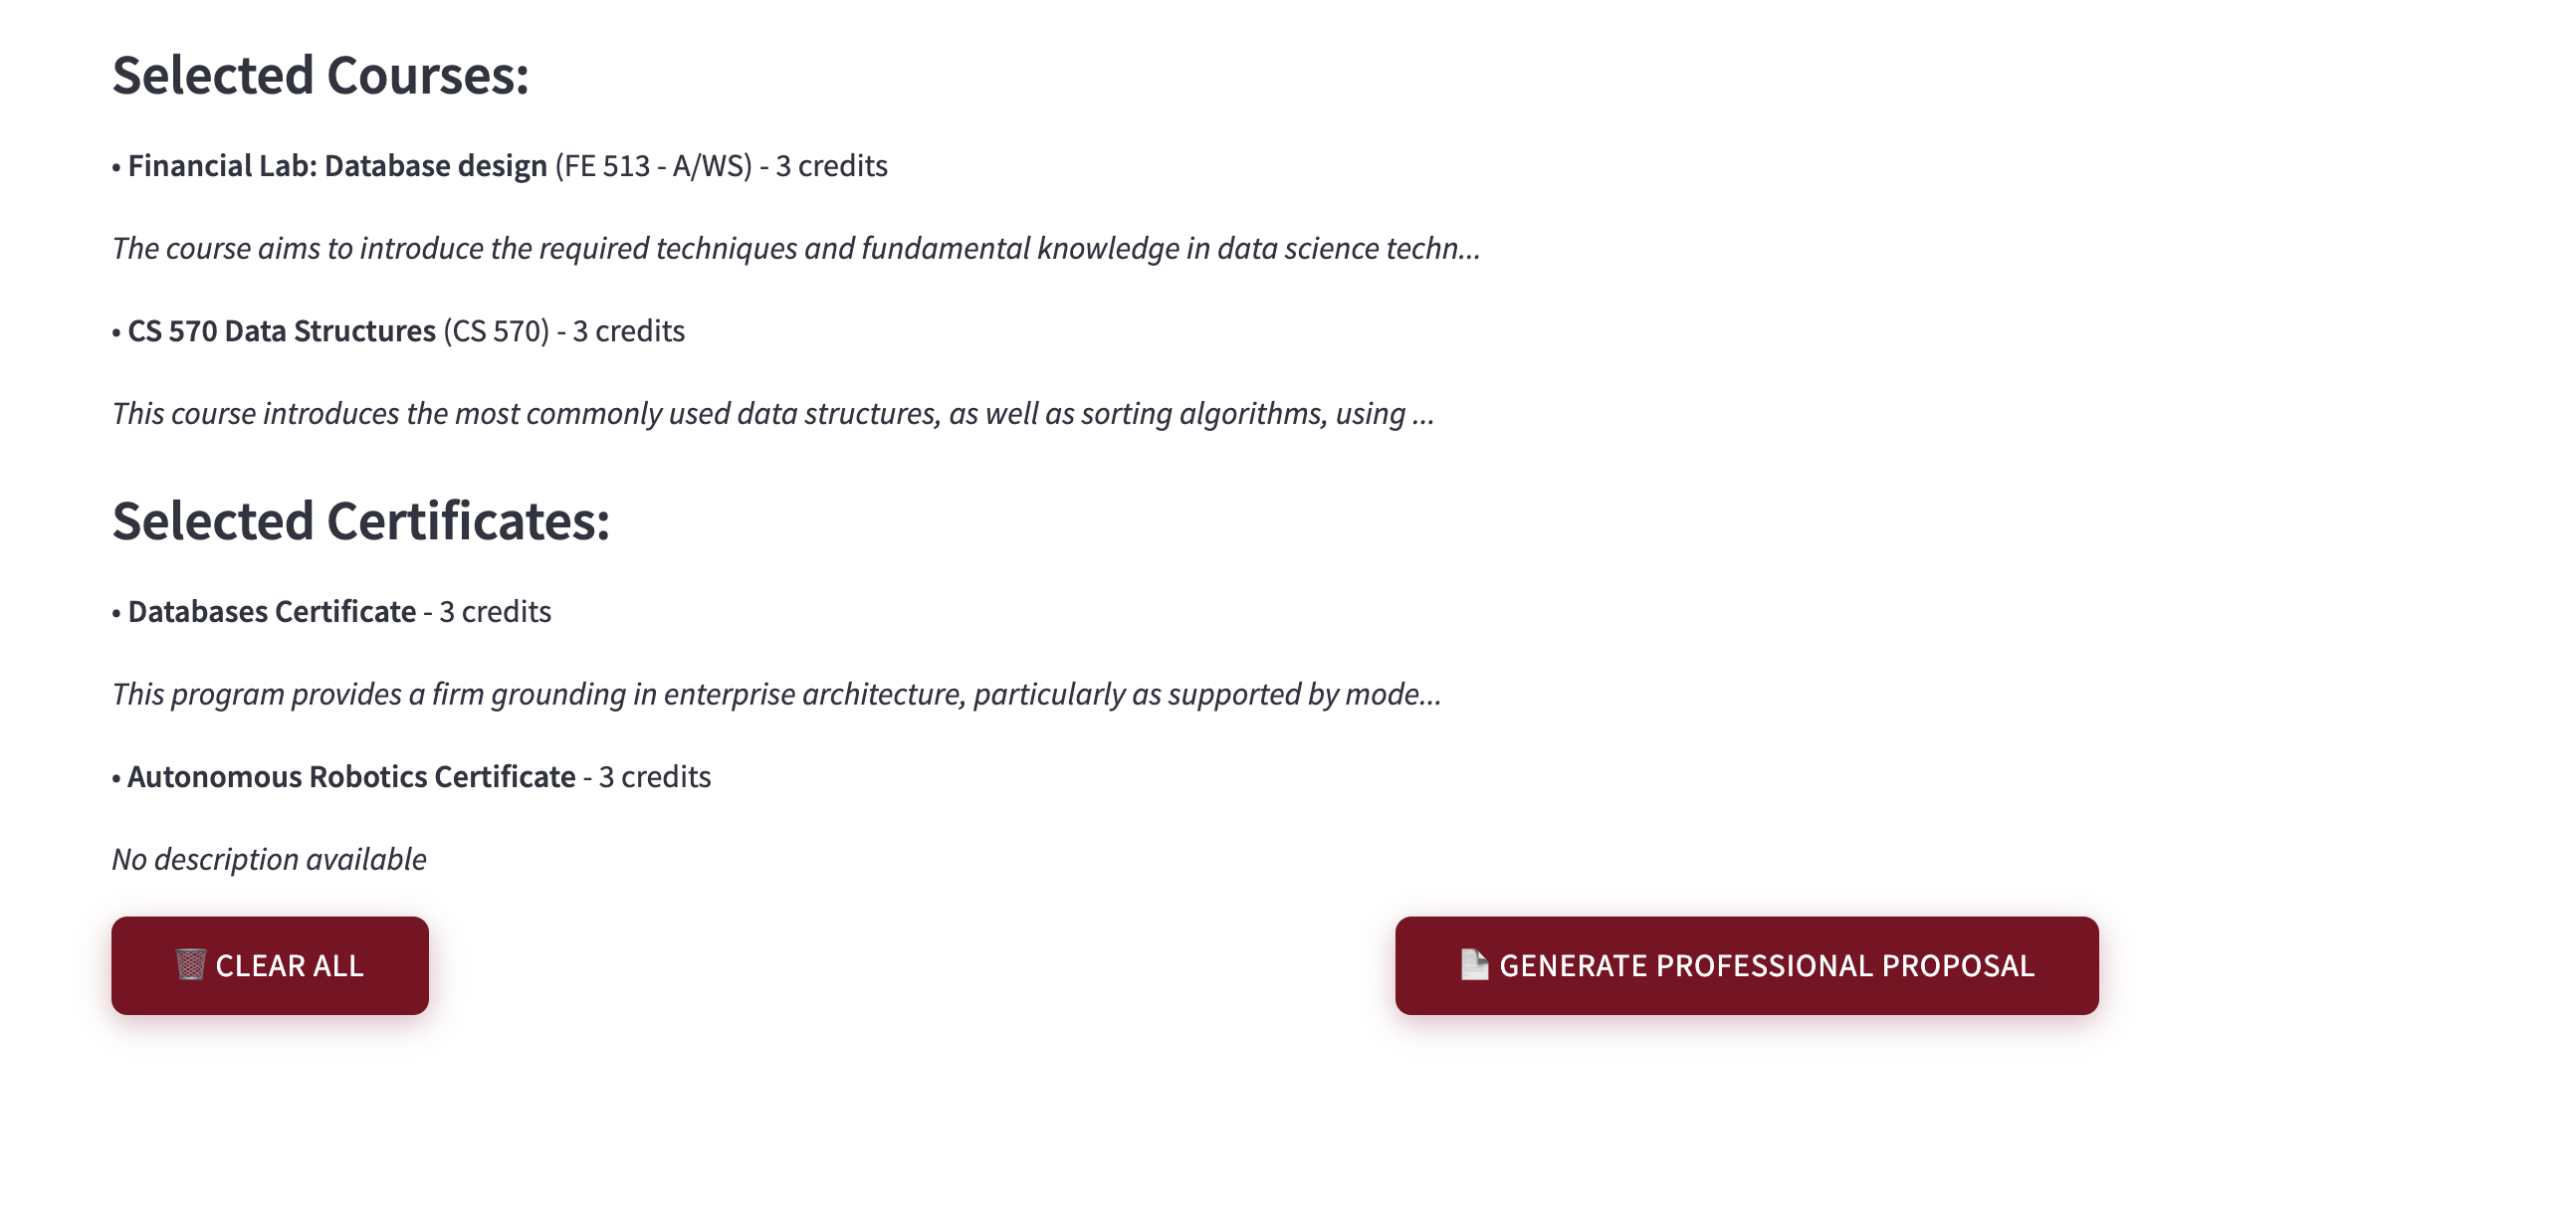 Selected Courses:
• Financial Lab: Database design (FE 513 - A/WS) - 3 credits
The course aims to introduce the required techniques and fundamental knowledge in data science techn...
• CS 570 Data Structures (CS 570) - 3 credits
This course introduces the most commonly used data structures, as well as sorting algorithms, using ...
Selected Certificates:
• Databases Certificate - 3 credits
This program provides a firm grounding in enterprise architecture, particularly as supported by mode...
• Autonomous Robotics Certificate - 3 credits
No description available
CLEAR ALL
GENERATE PROFESSIONAL PROPOSAL